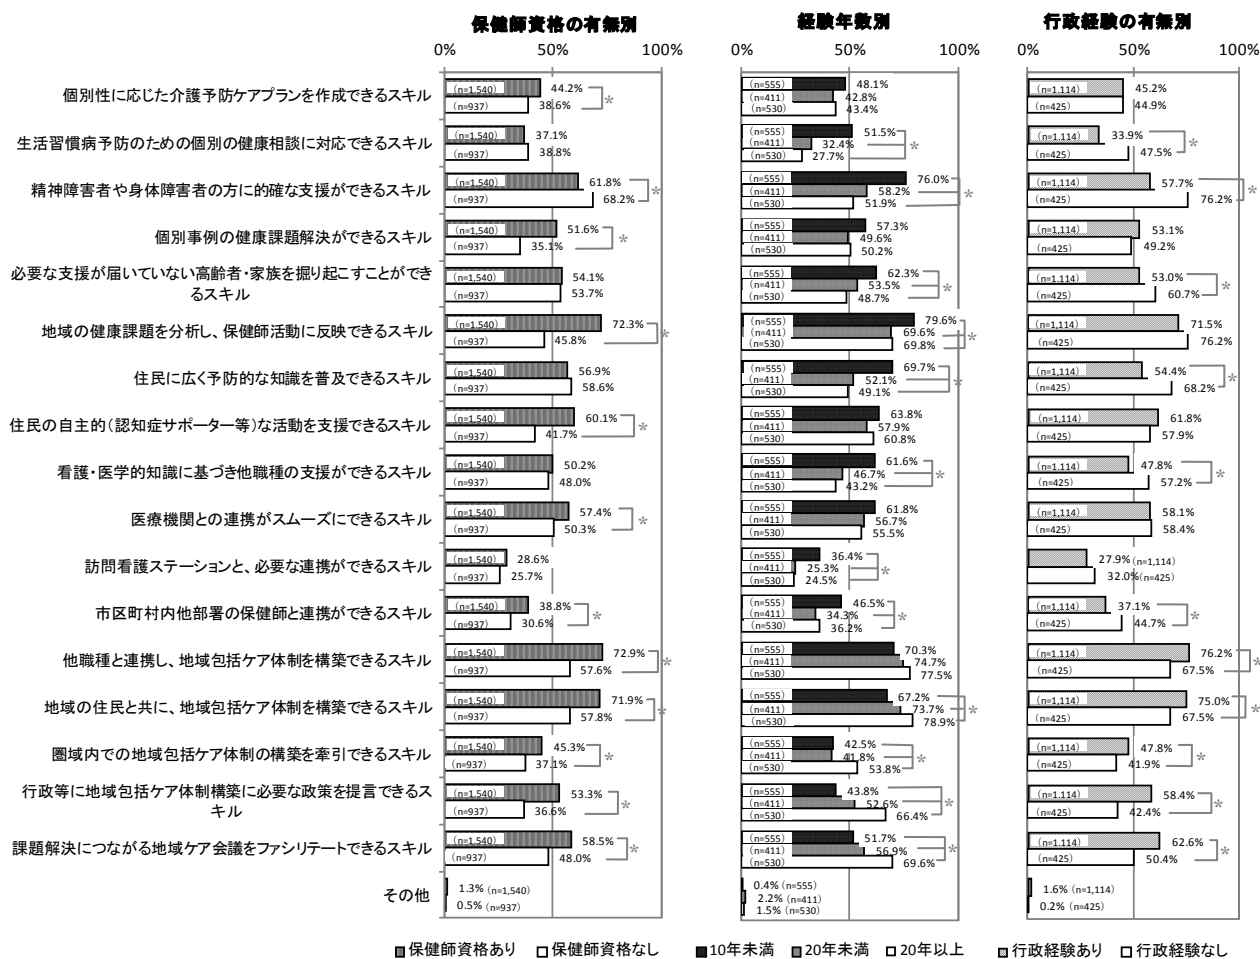 保健師資格の有無別 経験年数別 行政経験の有無別
0% 50% 100% 0% 50% 100% 0% 50% 100%
個別性に応じた介護予防ケアプランを作成できるスキル
(n=1,540) 44.2% (n=555) 48.1% (n=1,114) 45.2%
(n=937) 38.6% * (n=411) 42.8% (n=425) 44.9%
(n=530) 43.4%
生活習慣病予防のための個別の健康相談に対応できるスキル
(n=1,540) 37.1% (n=555) 51.5% (n=1,114) 33.9%
(n=937) 38.8% (n=411) 32.4% * (n=425) 47.5% *
(n=530) 27.7%
精神障害者や身体障害者の方に的確な支援ができるスキル
(n=1,540) 61.8% (n=555) 76.0% (n=1,114) 57.7%
(n=937) 68.2% * (n=411) 58.2% * (n=425) 76.2% *
(n=530) 51.9%
個別事例の健康課題解決ができるスキル
(n=1,540) 51.6% (n=555) 57.3% (n=1,114) 53.1%
(n=937) 35.1% * (n=411) 49.6% (n=425) 49.2%
(n=530) 50.2%
必要な支援が届いていない高齢者・家族を掘り起こすことができ
るスキル
(n=1,540) 54.1% (n=555) 62.3% (n=1,114) 53.0%
(n=937) 53.7% (n=411) 53.5% * (n=425) 60.7% *
(n=530) 48.7%
地域の健康課題を分析し、保健師活動に反映できるスキル
(n=1,540) 72.3% (n=555) 79.6% (n=1,114) 71.5%
(n=937) 45.8% * (n=411) 69.6% * (n=425) 76.2%
(n=530) 69.8%
住民に広く予防的な知識を普及できるスキル
(n=1,540) 56.9% (n=555) 69.7% (n=1,114) 54.4%
(n=937) 58.6% (n=411) 52.1% * (n=425) 68.2% *
(n=530) 49.1%
住民の自主的(認知症サポーター等)な活動を支援できるスキル
(n=1,540) 60.1% (n=555) 63.8% (n=1,114) 61.8%
(n=937) 41.7% * (n=411) 57.9% (n=425) 57.9%
(n=530) 60.8%
看護・医学的知識に基づき他職種の支援ができるスキル
(n=1,540) 50.2% (n=555) 61.6% (n=1,114) 47.8%
(n=937) 48.0% (n=411) 46.7% * (n=425) 57.2% *
(n=530) 43.2%
医療機関との連携がスムーズにできるスキル
(n=1,540) 57.4% (n=555) 61.8% (n=1,114) 58.1%
(n=937) 50.3% * (n=411) 56.7% (n=425) 58.4%
(n=530) 55.5%
訪問看護ステーションと、必要な連携ができるスキル
(n=1,540) 28.6% (n=555) 36.4% 27.9% (n=1,114)
(n=937) 25.7% (n=411) 25.3% * 32.0% (n=425)
(n=530) 24.5%
市区町村内他部署の保健師と連携ができるスキル
(n=1,540) 38.8% (n=555) 46.5% (n=1,114) 37.1%
(n=937) 30.6% * (n=411) 34.3% * (n=425) 44.7% *
(n=530) 36.2%
他職種と連携し、地域包括ケア体制を構築できるスキル
(n=1,540) 72.9% (n=555) 70.3% (n=1,114) 76.2%
(n=937) 57.6% * (n=411) 74.7% (n=425) 67.5% *
(n=530) 77.5%
地域の住民と共に、地域包括ケア体制を構築できるスキル
(n=1,540) 71.9% (n=555) 67.2% (n=1,114) 75.0%
(n=937) 57.8% * (n=411) 73.7% * (n=425) 67.5% *
(n=530) 78.9%
圏域内での地域包括ケア体制の構築を牽引できるスキル
(n=1,540) 45.3% (n=555) 42.5% (n=1,114) 47.8%
(n=937) 37.1% * (n=411) 41.8% * (n=425) 41.9% *
(n=530) 53.8%
行政等に地域包括ケア体制構築に必要な政策を提言できるス
キル
(n=1,540) 53.3% (n=555) 43.8% (n=1,114) 58.4%
(n=937) 36.6% * (n=411) 52.6% * (n=425) 42.4% *
(n=530) 66.4%
課題解決につながる地域ケア会議をファシリテートできるスキル
(n=1,540) 58.5% (n=555) 51.7% (n=1,114) 62.6%
(n=937) 48.0% * (n=411) 56.9% * (n=425) 50.4% *
(n=530) 69.6%
その他
1.3% (n=1,540) 0.4% (n=555) 1.6% (n=1,114)
0.5% (n=937) 2.2% (n=411) 0.2% (n=425)
1.5% (n=530)
保健師資格あり 保健師資格なし 10年未満 20年未満 20年以上 行政経験あり 行政経験なし